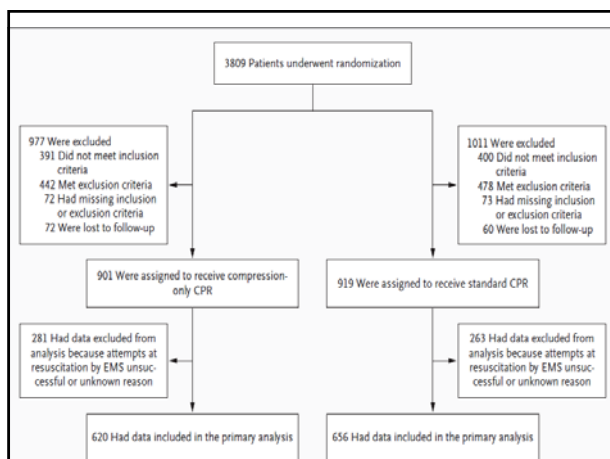 3809 Patients underwent randomization
977 Were excluded
391 Did not meet inclusion
criteria
442 Met exclusion criteria
72 Had missing inclusion
or exclusion criteria
72 Were lost to follow-up
1011 Were excluded
400 Did not meet inclusion
criteria
478 Met exclusion criteria
73 Had missing inclusion
or exclusion criteria
60 Were lost to follow-up
901 Were assigned to receive compression-
only CPR
919 Were assigned to receive standard CPR
281 Had data excluded from
analysis because attempts at
resuscitation by EMS unsuc-
cessful or unknown reason
263 Had data excluded from
analysis because attempts at
resuscitation by EMS unsuc-
cessful or unknown reason
620 Had data included in the primary analysis
656 Had data included in the primary analysis